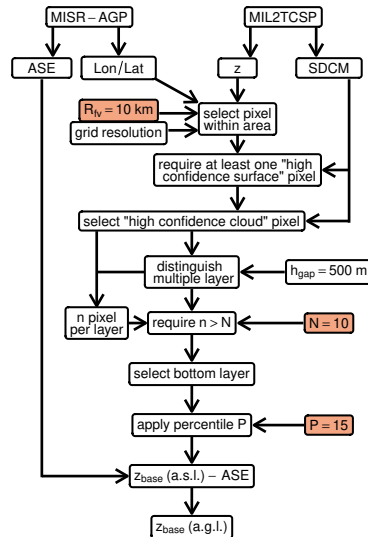 MISR−AGP
MIL2TCSP
ASE
Lon/Lat
z
SDCM
R_fv = 10 km
grid resolution
select pixel
within area
require at least one "high
confidence surface" pixel
select "high confidence cloud" pixel
distinguish
multiple layer
h_gap = 500 m
n pixel
per layer
require n > N
N = 10
select bottom layer
apply percentile P
P = 15
z_base (a.s.l.) − ASE
z_base (a.g.l.)